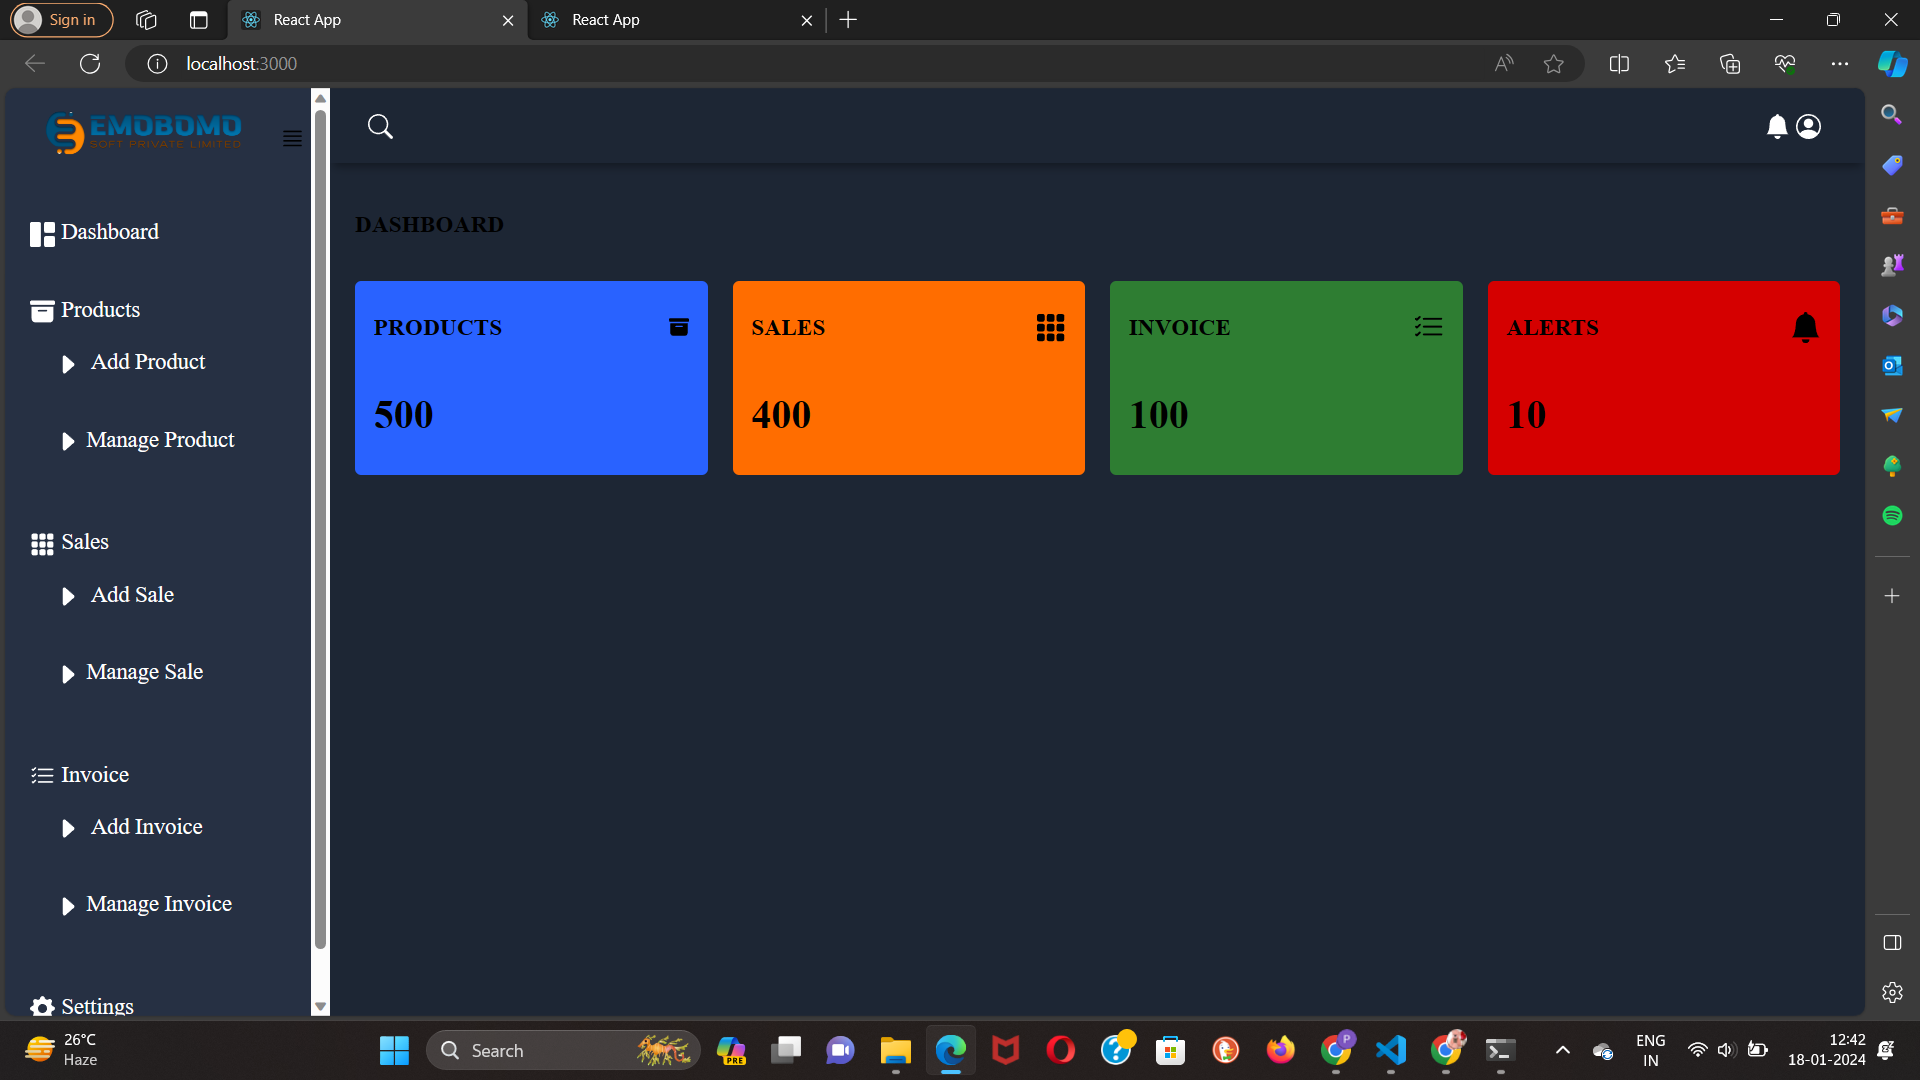 Sign in
React App
React App
localhost:3000
EMOBOMO
SOFT PRIVATE LIMITED
Dashboard
Products
Add Product
Manage Product
Sales
Add Sale
Manage Sale
Invoice
Add Invoice
Manage Invoice
Settings
DASHBOARD
PRODUCTS
500
SALES
400
INVOICE
100
ALERTS
10
26°C
Haze
Search
PRE
P
ENG
IN
12:42
18-01-2024